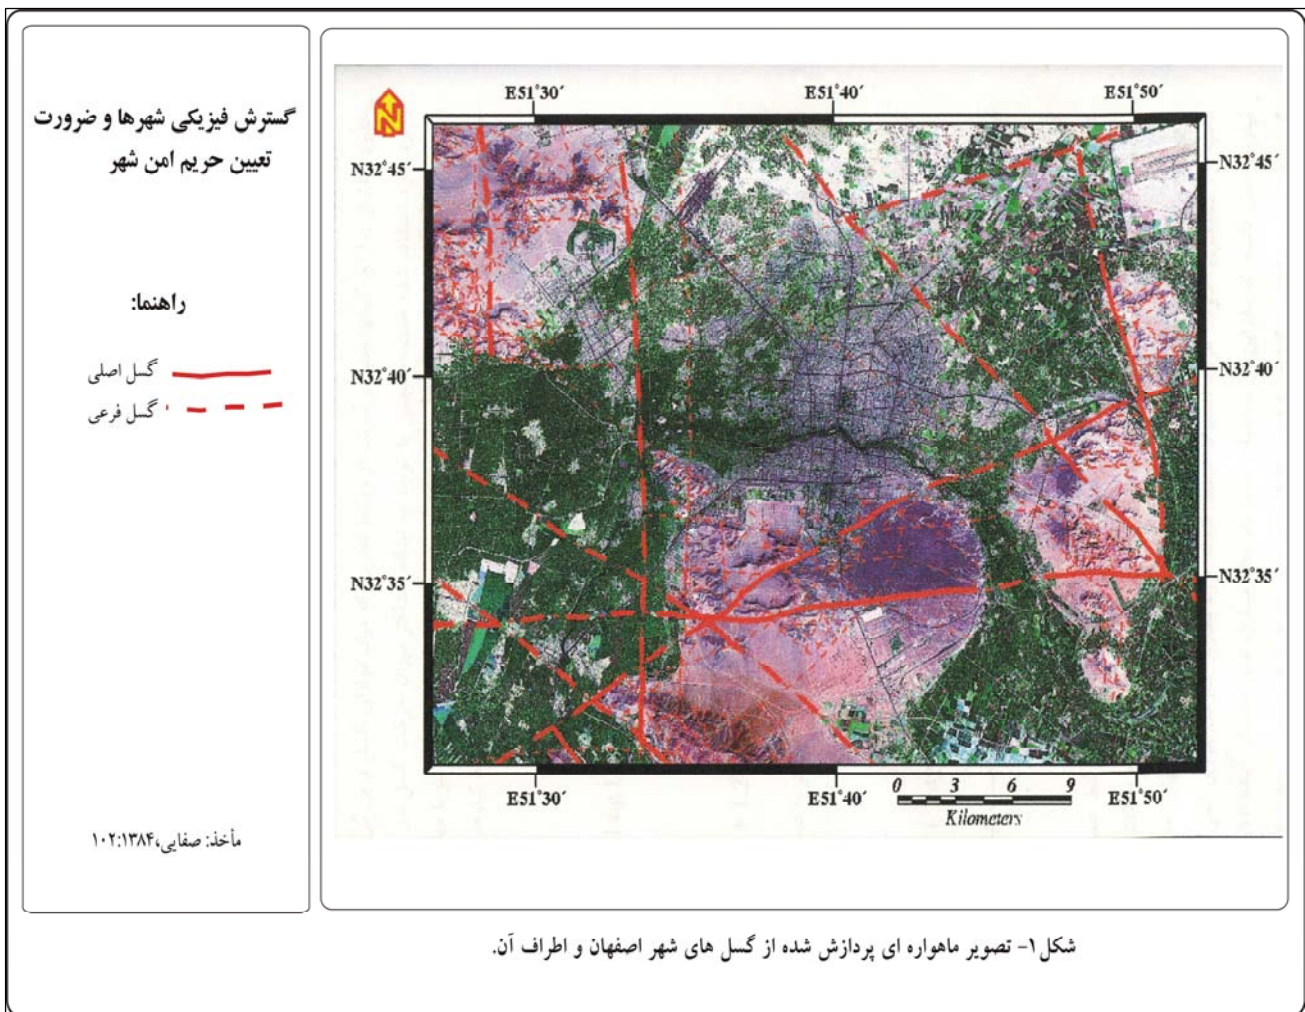 گسترش فیزیکی شهرها و ضرورت
تعیین حریم امن شهر
راهنما:
گسل اصلی
گسل فرعی
مأخذ: صفایی،۱۰۲:۱۳۸۴
N
E51°30′ E51°40′ E51°50′
N32°45′ N32°45′
N32°40′ N32°40′
N32°35′ N32°35′
E51°30′ E51°40′ E51°50′
0 3 6 9
Kilometers
شکل۱- تصویر ماهواره ای پردازش شده از گسل های شهر اصفهان و اطراف آن.